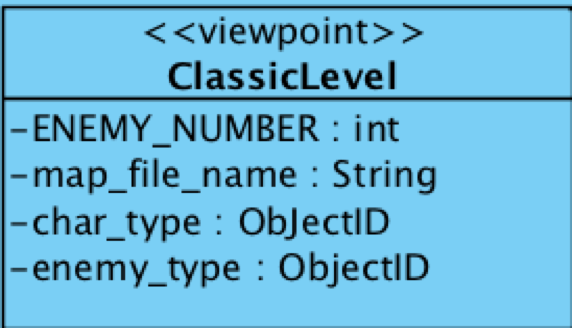 <<viewpoint>>
ClassicLevel
-ENEMY_NUMBER : int
-map_file_name : String
-char_type : ObJectID
-enemy_type : ObjectID